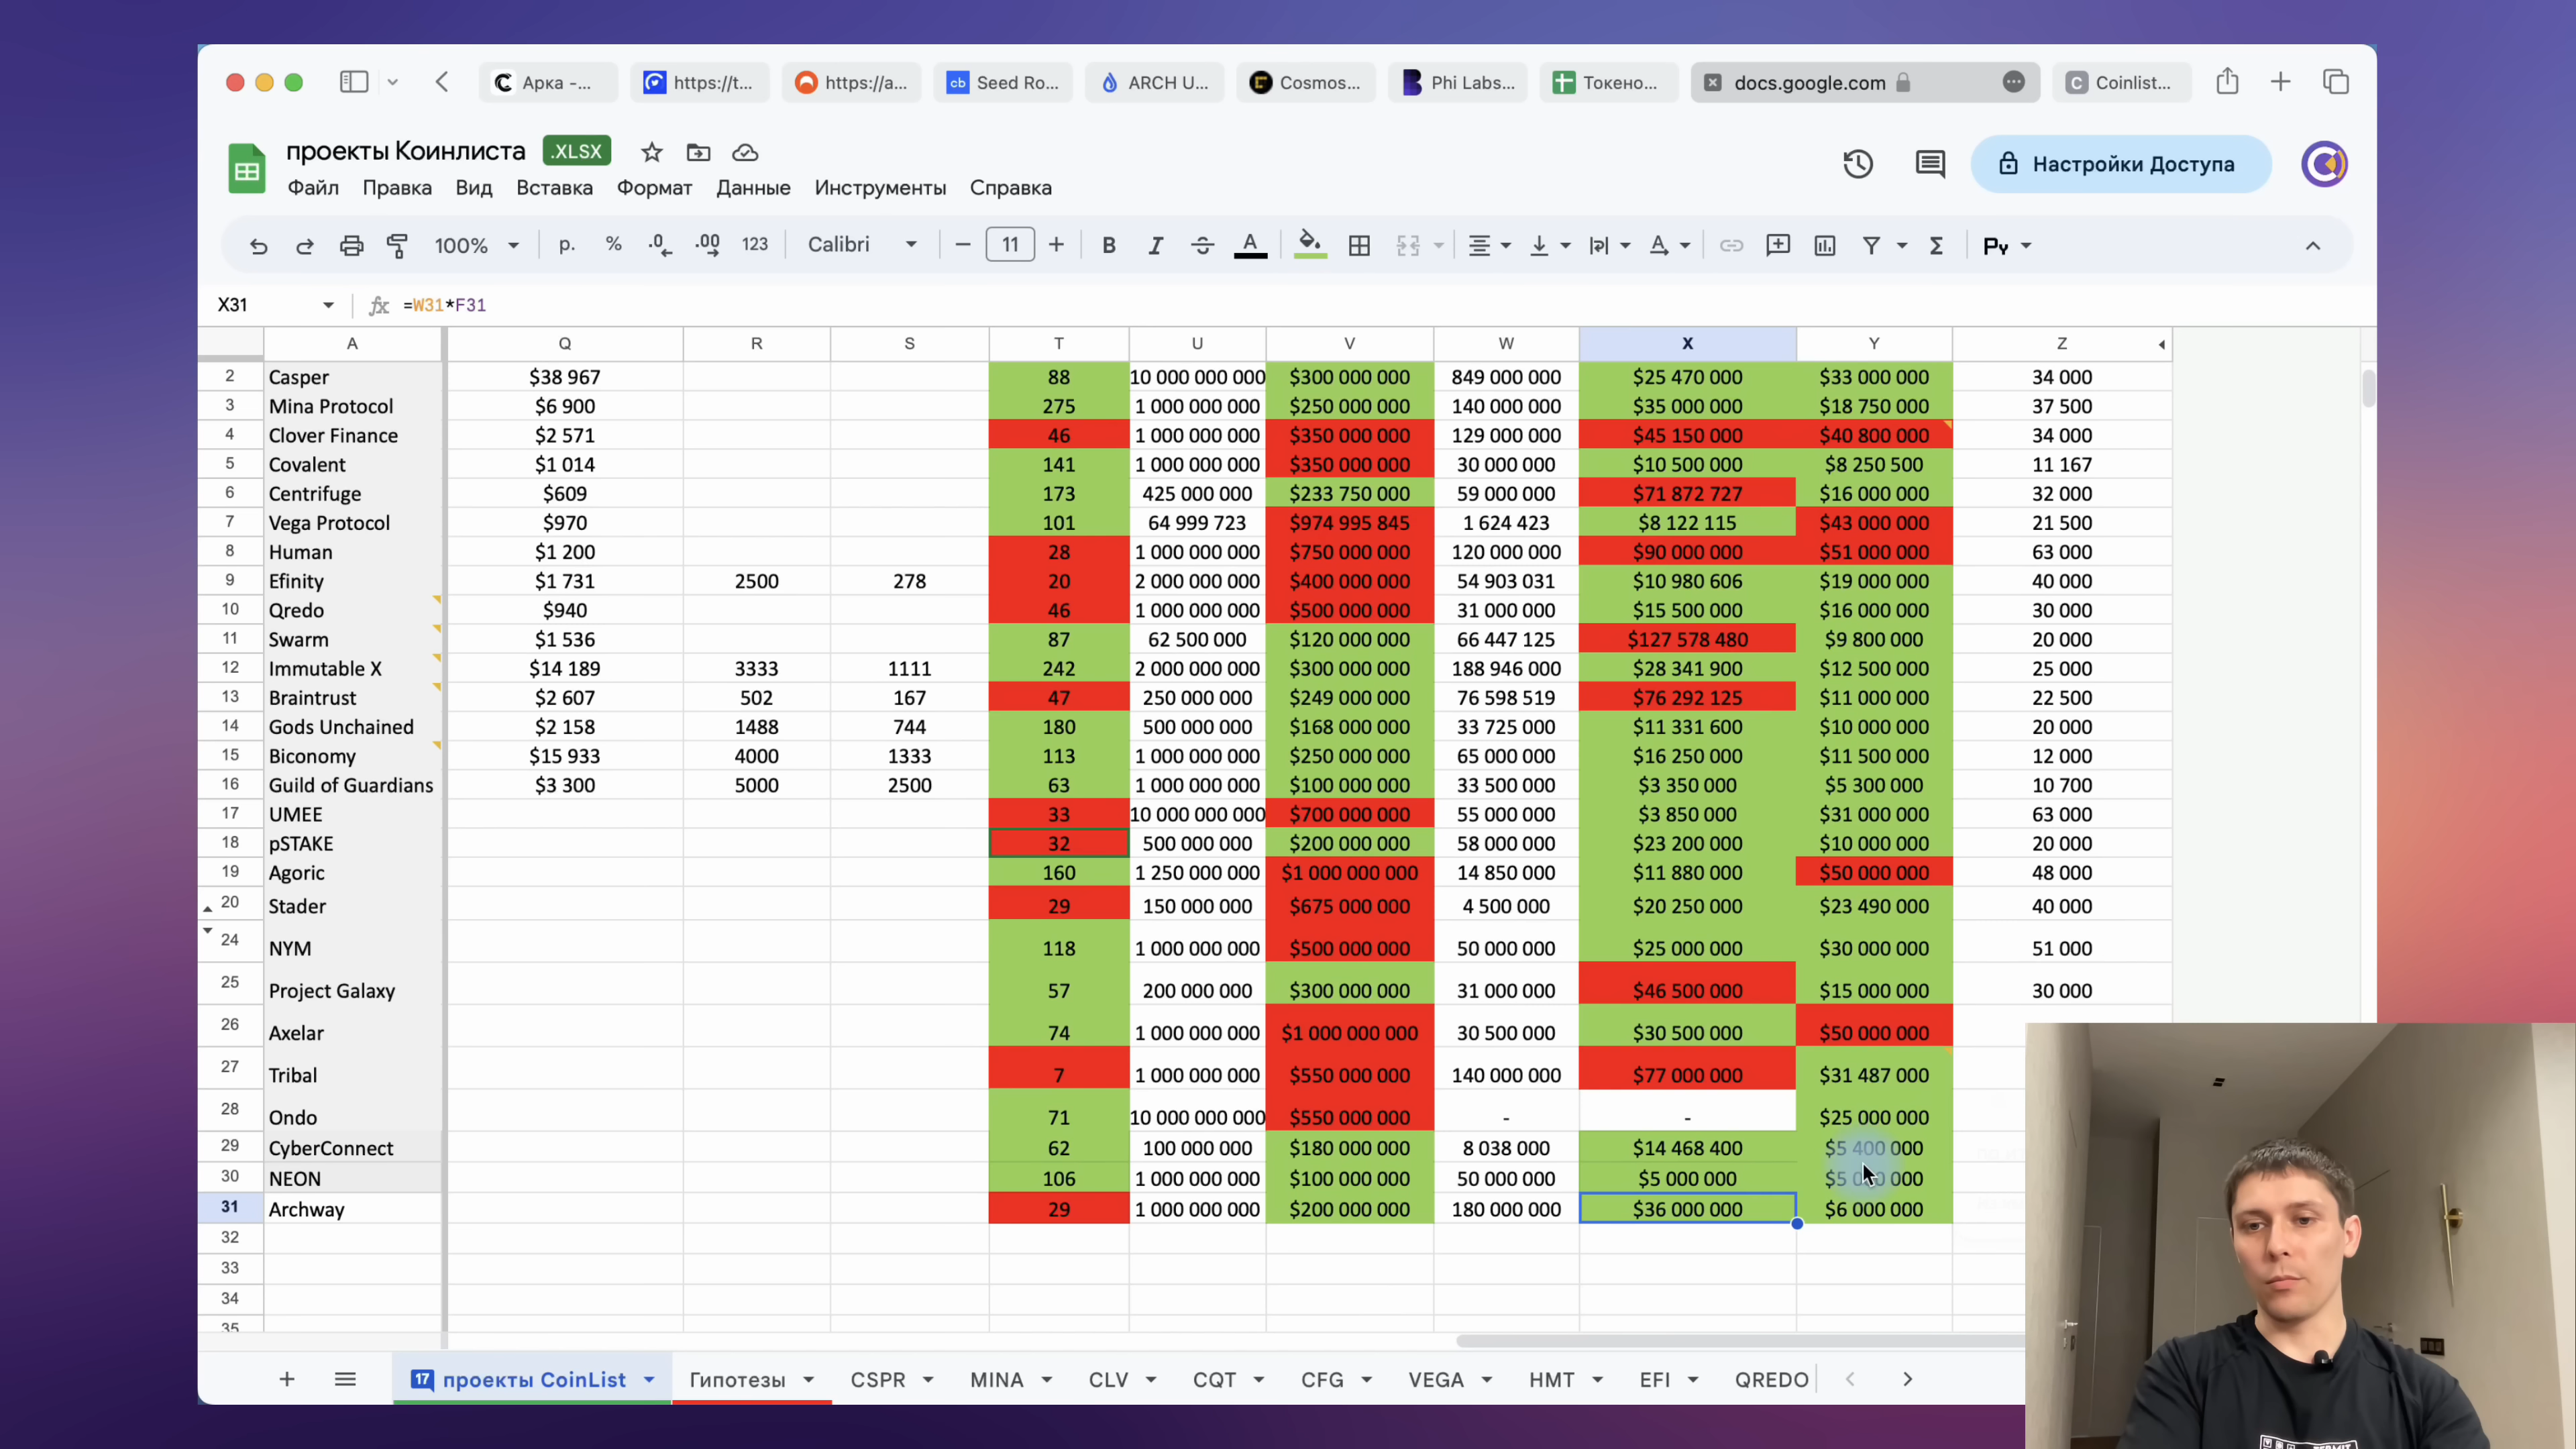 Арка -...
https://t...
https://a...
cb Seed Ro...
ARCH U...
Cosmos...
Phi Labs...
Токено...
docs.google.com
C Coinlist...
проекты Коинлиста .XLSX
Настройки Доступа
Файл Правка Вид Вставка Формат Данные Инструменты Справка
100% р. % .0 .00 123 Calibri 11 B I S A Σ Py
X31 fx =W31*F31
A Q R S T U V W X Y Z
2 Casper $38 967 88 10 000 000 000 $300 000 000 849 000 000 $25 470 000 $33 000 000 34 000
3 Mina Protocol $6 900 275 1 000 000 000 $250 000 000 140 000 000 $35 000 000 $18 750 000 37 500
4 Clover Finance $2 571 46 1 000 000 000 $350 000 000 129 000 000 $45 150 000 $40 800 000 34 000
5 Covalent $1 014 141 1 000 000 000 $350 000 000 30 000 000 $10 500 000 $8 250 500 11 167
6 Centrifuge $609 173 425 000 000 $233 750 000 59 000 000 $71 872 727 $16 000 000 32 000
7 Vega Protocol $970 101 64 999 723 $974 995 845 1 624 423 $8 122 115 $43 000 000 21 500
8 Human $1 200 28 1 000 000 000 $750 000 000 120 000 000 $90 000 000 $51 000 000 63 000
9 Efinity $1 731 2500 278 20 2 000 000 000 $400 000 000 54 903 031 $10 980 606 $19 000 000 40 000
10 Qredo $940 46 1 000 000 000 $500 000 000 31 000 000 $15 500 000 $16 000 000 30 000
11 Swarm $1 536 87 62 500 000 $120 000 000 66 447 125 $127 578 480 $9 800 000 20 000
12 Immutable X $14 189 3333 1111 242 2 000 000 000 $300 000 000 188 946 000 $28 341 900 $12 500 000 25 000
13 Braintrust $2 607 502 167 47 250 000 000 $249 000 000 76 598 519 $76 292 125 $11 000 000 22 500
14 Gods Unchained $2 158 1488 744 180 500 000 000 $168 000 000 33 725 000 $11 331 600 $10 000 000 20 000
15 Biconomy $15 933 4000 1333 113 1 000 000 000 $250 000 000 65 000 000 $16 250 000 $11 500 000 12 000
16 Guild of Guardians $3 300 5000 2500 63 1 000 000 000 $100 000 000 33 500 000 $3 350 000 $5 300 000 10 700
17 UMEE 33 10 000 000 000 $700 000 000 55 000 000 $3 850 000 $31 000 000 63 000
18 pSTAKE 32 500 000 000 $200 000 000 58 000 000 $23 200 000 $10 000 000 20 000
19 Agoric 160 1 250 000 000 $1 000 000 000 14 850 000 $11 880 000 $50 000 000 48 000
20 Stader 29 150 000 000 $675 000 000 4 500 000 $20 250 000 $23 490 000 40 000
24 NYM 118 1 000 000 000 $500 000 000 50 000 000 $25 000 000 $30 000 000 51 000
25 Project Galaxy 57 200 000 000 $300 000 000 31 000 000 $46 500 000 $15 000 000 30 000
26 Axelar 74 1 000 000 000 $1 000 000 000 30 500 000 $30 500 000 $50 000 000
27 Tribal 7 1 000 000 000 $550 000 000 140 000 000 $77 000 000 $31 487 000
28 Ondo 71 10 000 000 000 $550 000 000 - - $25 000 000
29 CyberConnect 62 100 000 000 $180 000 000 8 038 000 $14 468 400 $5 400 000
30 NEON 106 1 000 000 000 $100 000 000 50 000 000 $5 000 000
31 Archway 29 1 000 000 000 $200 000 000 180 000 000 $36 000 000 $6 000 000
32
33
34
35
17 проекты CoinList Гипотезы CSPR MINA CLV CQT CFG VEGA HMT EFI QREDO